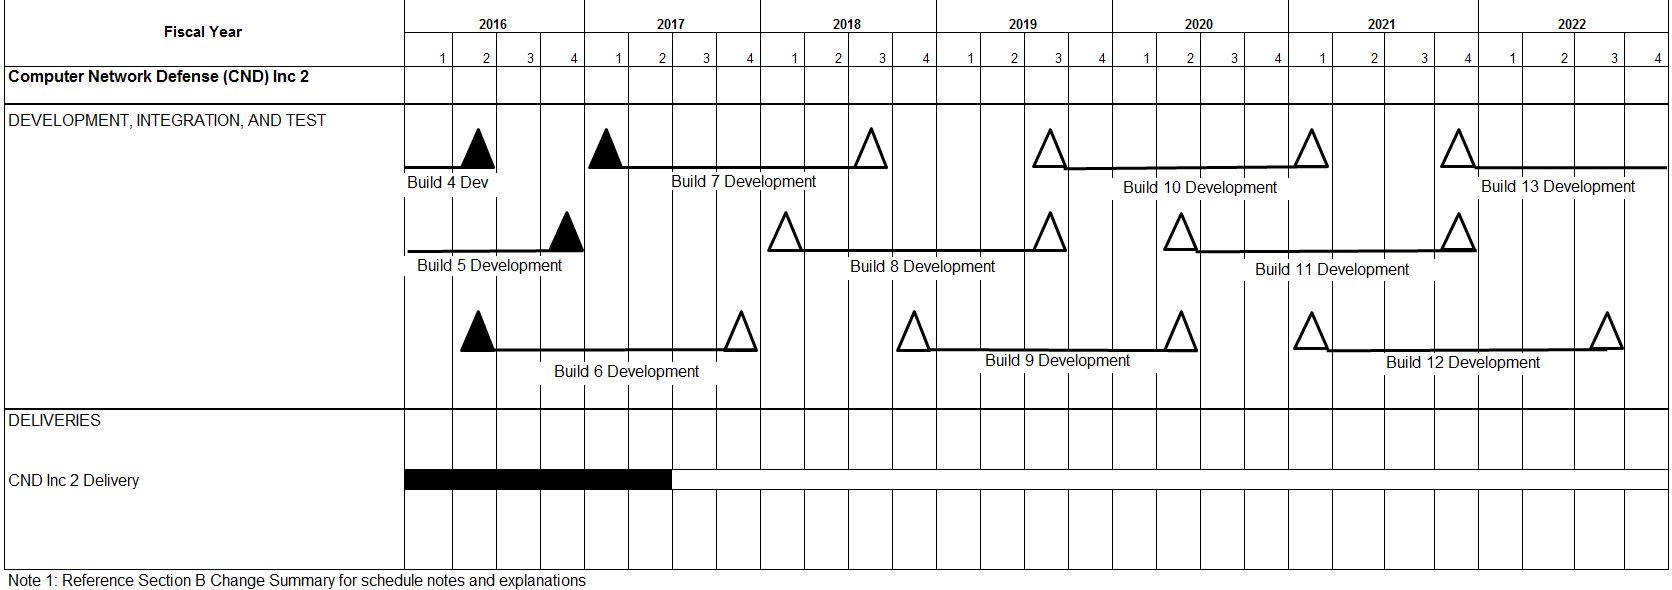 Fiscal Year
2016 2017 2018 2019 2020 2021 2022
1 2 3 4 1 2 3 4 1 2 3 4 1 2 3 4 1 2 3 4 1 2 3 4 1 2 3 4
Computer Network Defense (CND) Inc 2
DEVELOPMENT, INTEGRATION, AND TEST
Build 4 Dev Build 7 Development Build 10 Development Build 13 Development
Build 5 Development Build 8 Development Build 11 Development
Build 6 Development Build 9 Development Build 12 Development
DELIVERIES
CND Inc 2 Delivery
Note 1: Reference Section B Change Summary for schedule notes and explanations